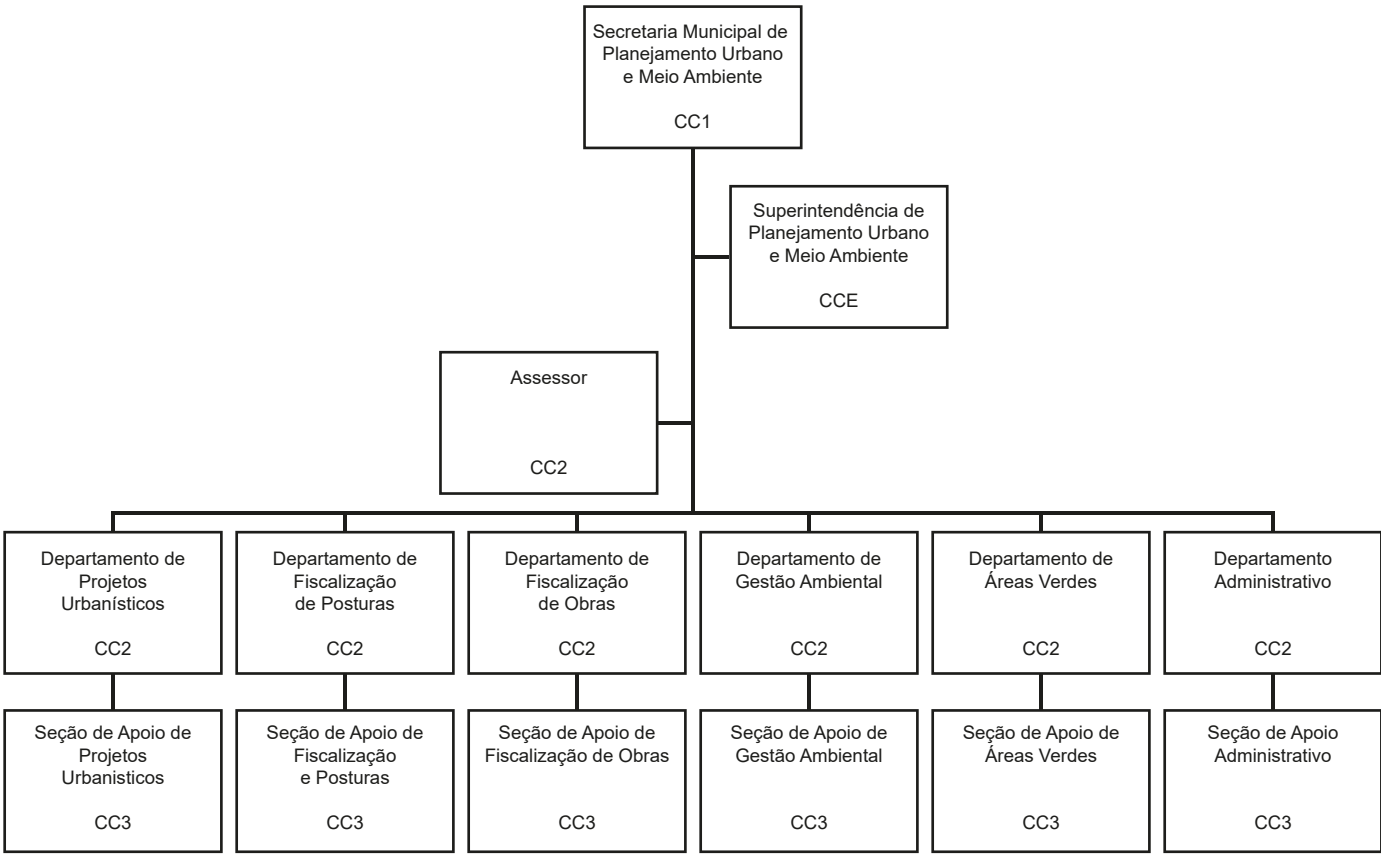 Secretaria Municipal de
Planejamento Urbano
e Meio Ambiente
CC1
Superintendência de
Planejamento Urbano
e Meio Ambiente
CCE
Assessor
CC2
Departamento de
Projetos
Urbanísticos
CC2
Departamento de
Fiscalização
de Posturas
CC2
Departamento de
Fiscalização
de Obras
CC2
Departamento de
Gestão Ambiental
CC2
Departamento de
Áreas Verdes
CC2
Departamento
Administrativo
CC2
Seção de Apoio de
Projetos
Urbanisticos
CC3
Seção de Apoio de
Fiscalização
e Posturas
CC3
Seção de Apoio de
Fiscalização de Obras
CC3
Seção de Apoio de
Gestão Ambiental
CC3
Seção de Apoio de
Áreas Verdes
CC3
Seção de Apoio
Administrativo
CC3